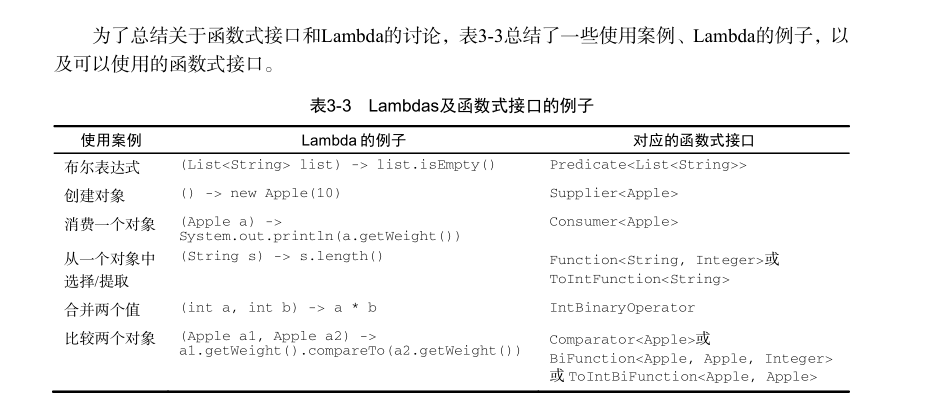 为了总结关于函数式接口和Lambda的讨论，表3-3总结了一些使用案例、Lambda的例子，以
及可以使用的函数式接口。
表3-3 Lambdas及函数式接口的例子
使用案例 Lambda 的例子 对应的函数式接口
布尔表达式 (List<String> list) -> list.isEmpty() Predicate<List<String>>
创建对象 () -> new Apple(10) Supplier<Apple>
消费一个对象 (Apple a) -> Consumer<Apple>
System.out.println(a.getWeight())
从一个对象中 (String s) -> s.length() Function<String, Integer>或
选择/提取 ToIntFunction<String>
合并两个值 (int a, int b) -> a * b IntBinaryOperator
比较两个对象 (Apple a1, Apple a2) -> Comparator<Apple>或
a1.getWeight().compareTo(a2.getWeight()) BiFunction<Apple, Apple, Integer>
或 ToIntBiFunction<Apple, Apple>